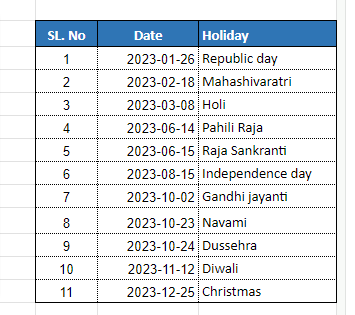 SL. No Date Holiday
1 2023-01-26 Republic day
2 2023-02-18 Mahashivaratri
3 2023-03-08 Holi
4 2023-06-14 Pahili Raja
5 2023-06-15 Raja Sankranti
6 2023-08-15 Independence day
7 2023-10-02 Gandhi jayanti
8 2023-10-23 Navami
9 2023-10-24 Dussehra
10 2023-11-12 Diwali
11 2023-12-25 Christmas